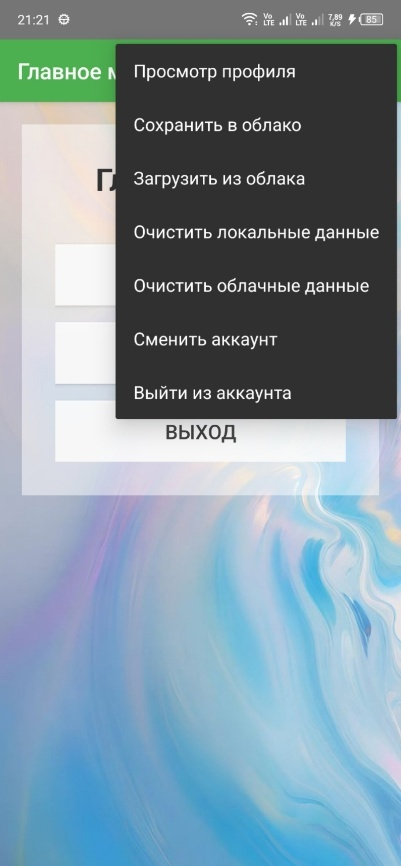 21:21
Vo LTE
Vo LTE
7,89 K/S
85
Главное м
Просмотр профиля
Сохранить в облако
Загрузить из облака
Очистить локальные данные
Очистить облачные данные
Сменить аккаунт
Выйти из аккаунта
ВЫХОД